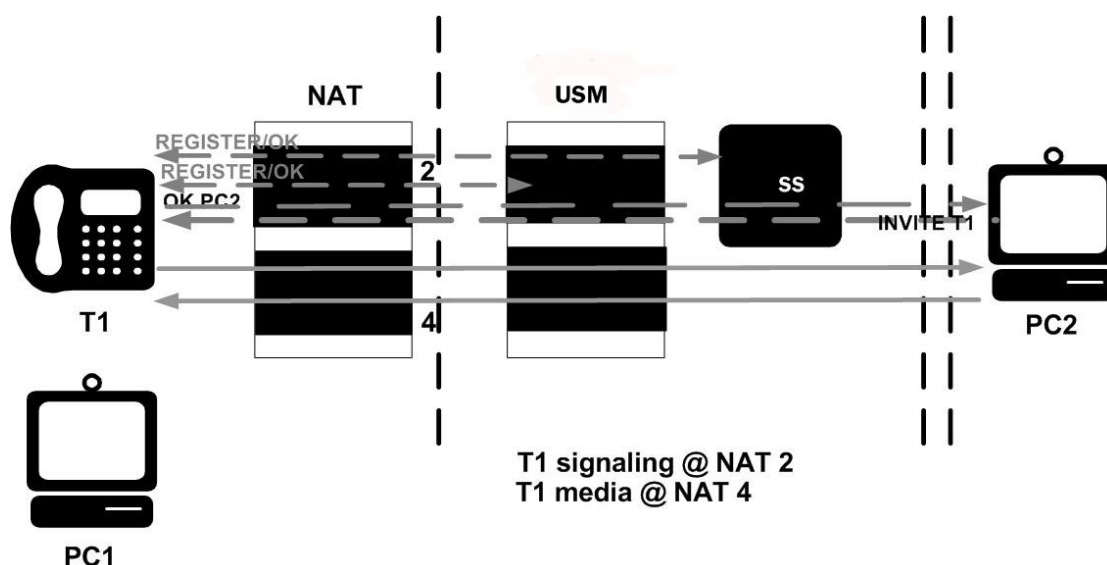 NAT
USM
REGISTER/OK
REGISTER/OK
2
OK PC2
SS
INVITE T1
T1
4
PC2
T1 signaling @ NAT 2
T1 media @ NAT 4
PC1